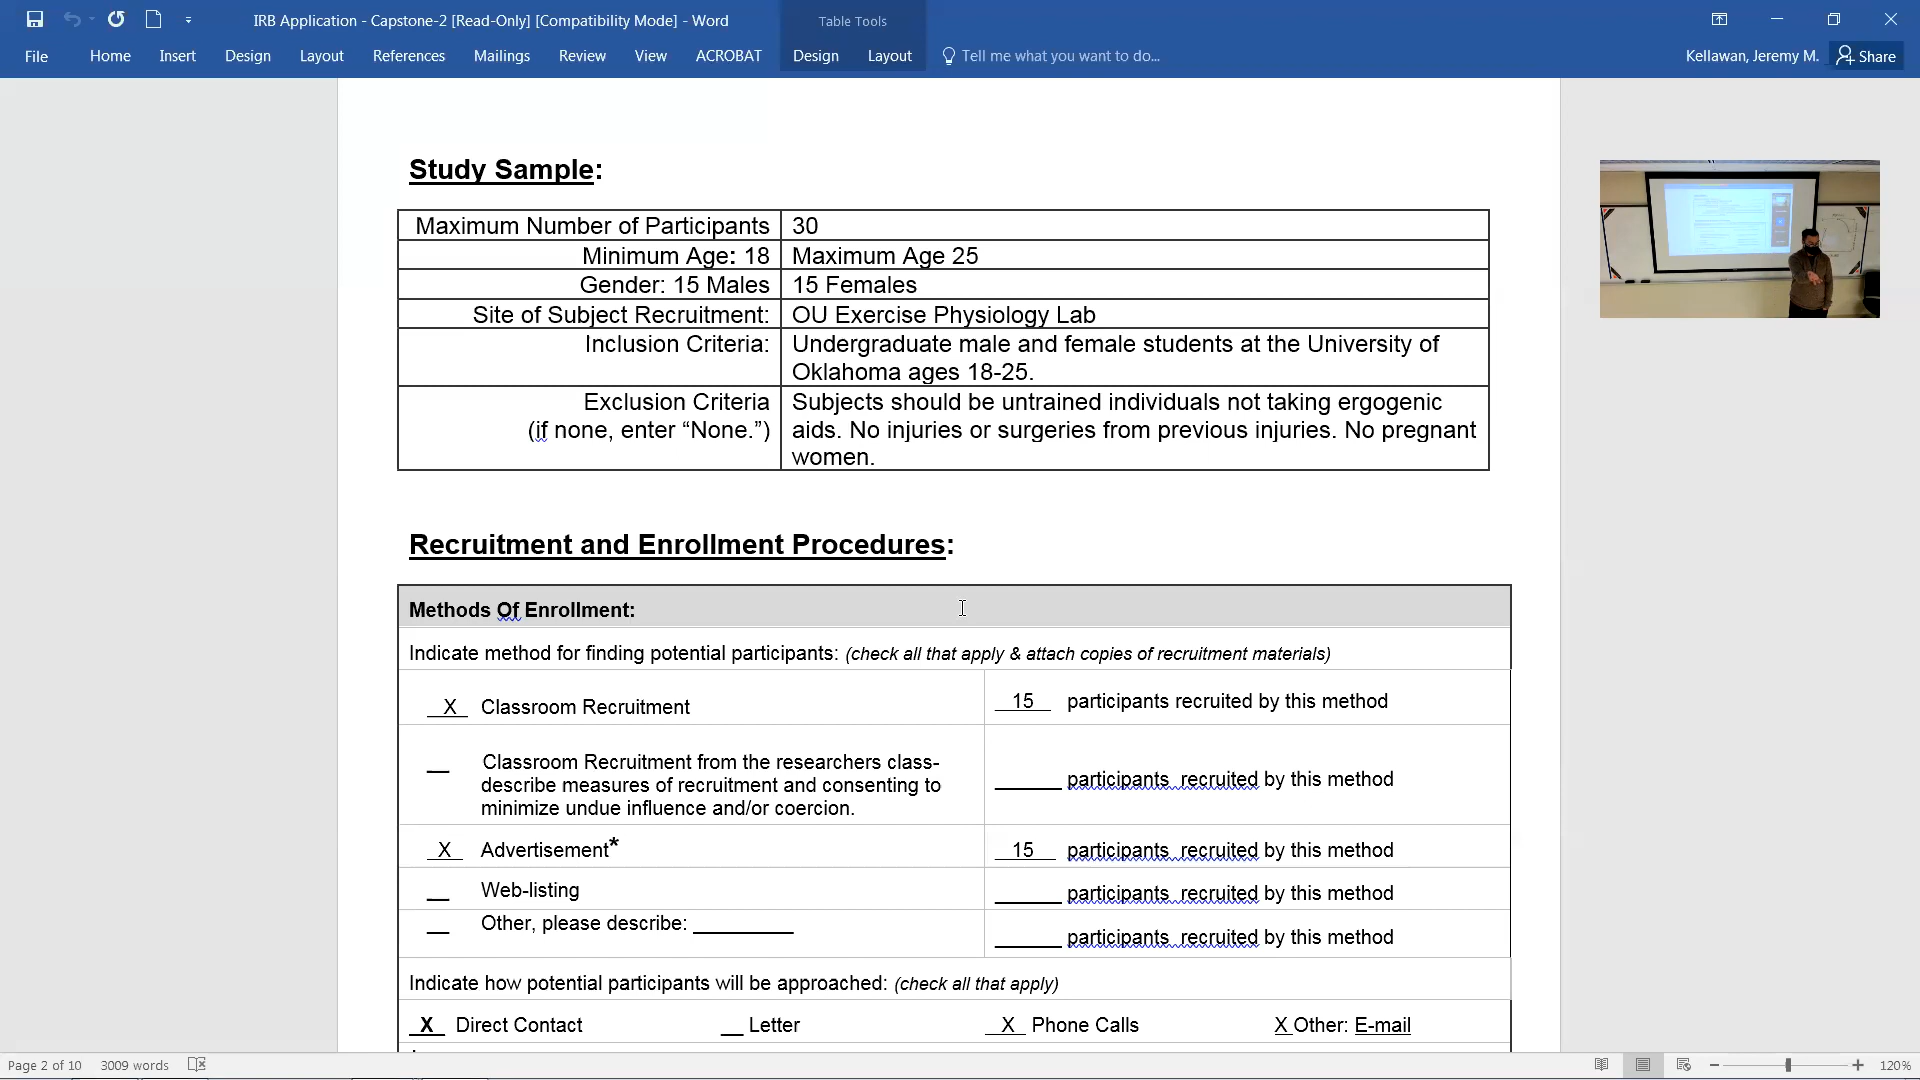 IRB Application - Capstone-2 [Read-Only] [Compatibility Mode] - Word
Table Tools
File Home Insert Design Layout References Mailings Review View ACROBAT Design Layout Tell me what you want to do... Kellawan, Jeremy M. Share
Study Sample:
Maximum Number of Participants 30
Minimum Age: 18 Maximum Age 25
Gender: 15 Males 15 Females
Site of Subject Recruitment: OU Exercise Physiology Lab
Inclusion Criteria: Undergraduate male and female students at the University of
Oklahoma ages 18-25.
Exclusion Criteria Subjects should be untrained individuals not taking ergogenic
(if none, enter “None.”) aids. No injuries or surgeries from previous injuries. No pregnant
women.
Recruitment and Enrollment Procedures:
Methods Of Enrollment:
Indicate method for finding potential participants: (check all that apply & attach copies of recruitment materials)
X Classroom Recruitment 15 participants recruited by this method
__ Classroom Recruitment from the researchers class-
describe measures of recruitment and consenting to
minimize undue influence and/or coercion.
______ participants recruited by this method
X Advertisement* 15 participants recruited by this method
__ Web-listing ______ participants recruited by this method
__ Other, please describe: _________ ______ participants recruited by this method
Indicate how potential participants will be approached: (check all that apply)
X Direct Contact __ Letter X Phone Calls X Other: E-mail
Page 2 of 10 3009 words 120%